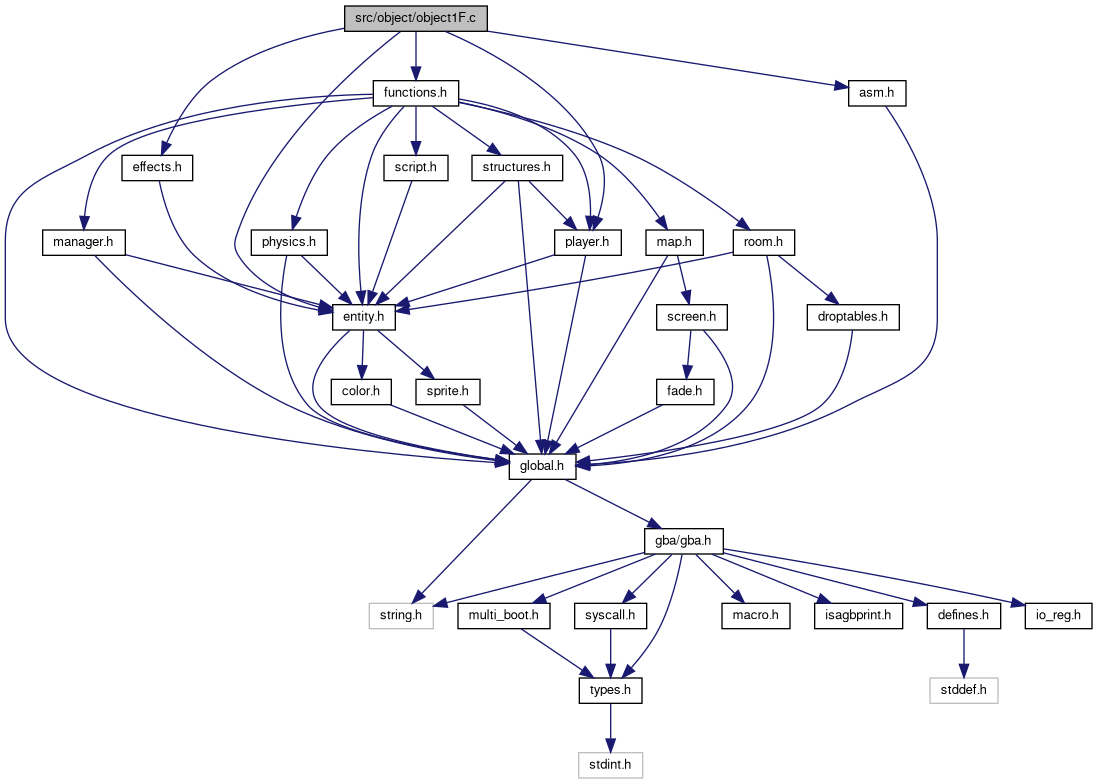 src/object/object1F.c
functions.h
asm.h
effects.h
script.h
structures.h
manager.h
physics.h
player.h
map.h
room.h
entity.h
screen.h
droptables.h
color.h
sprite.h
fade.h
global.h
gba/gba.h
string.h
multi_boot.h
syscall.h
macro.h
isagbprint.h
defines.h
io_reg.h
types.h
stddef.h
stdint.h